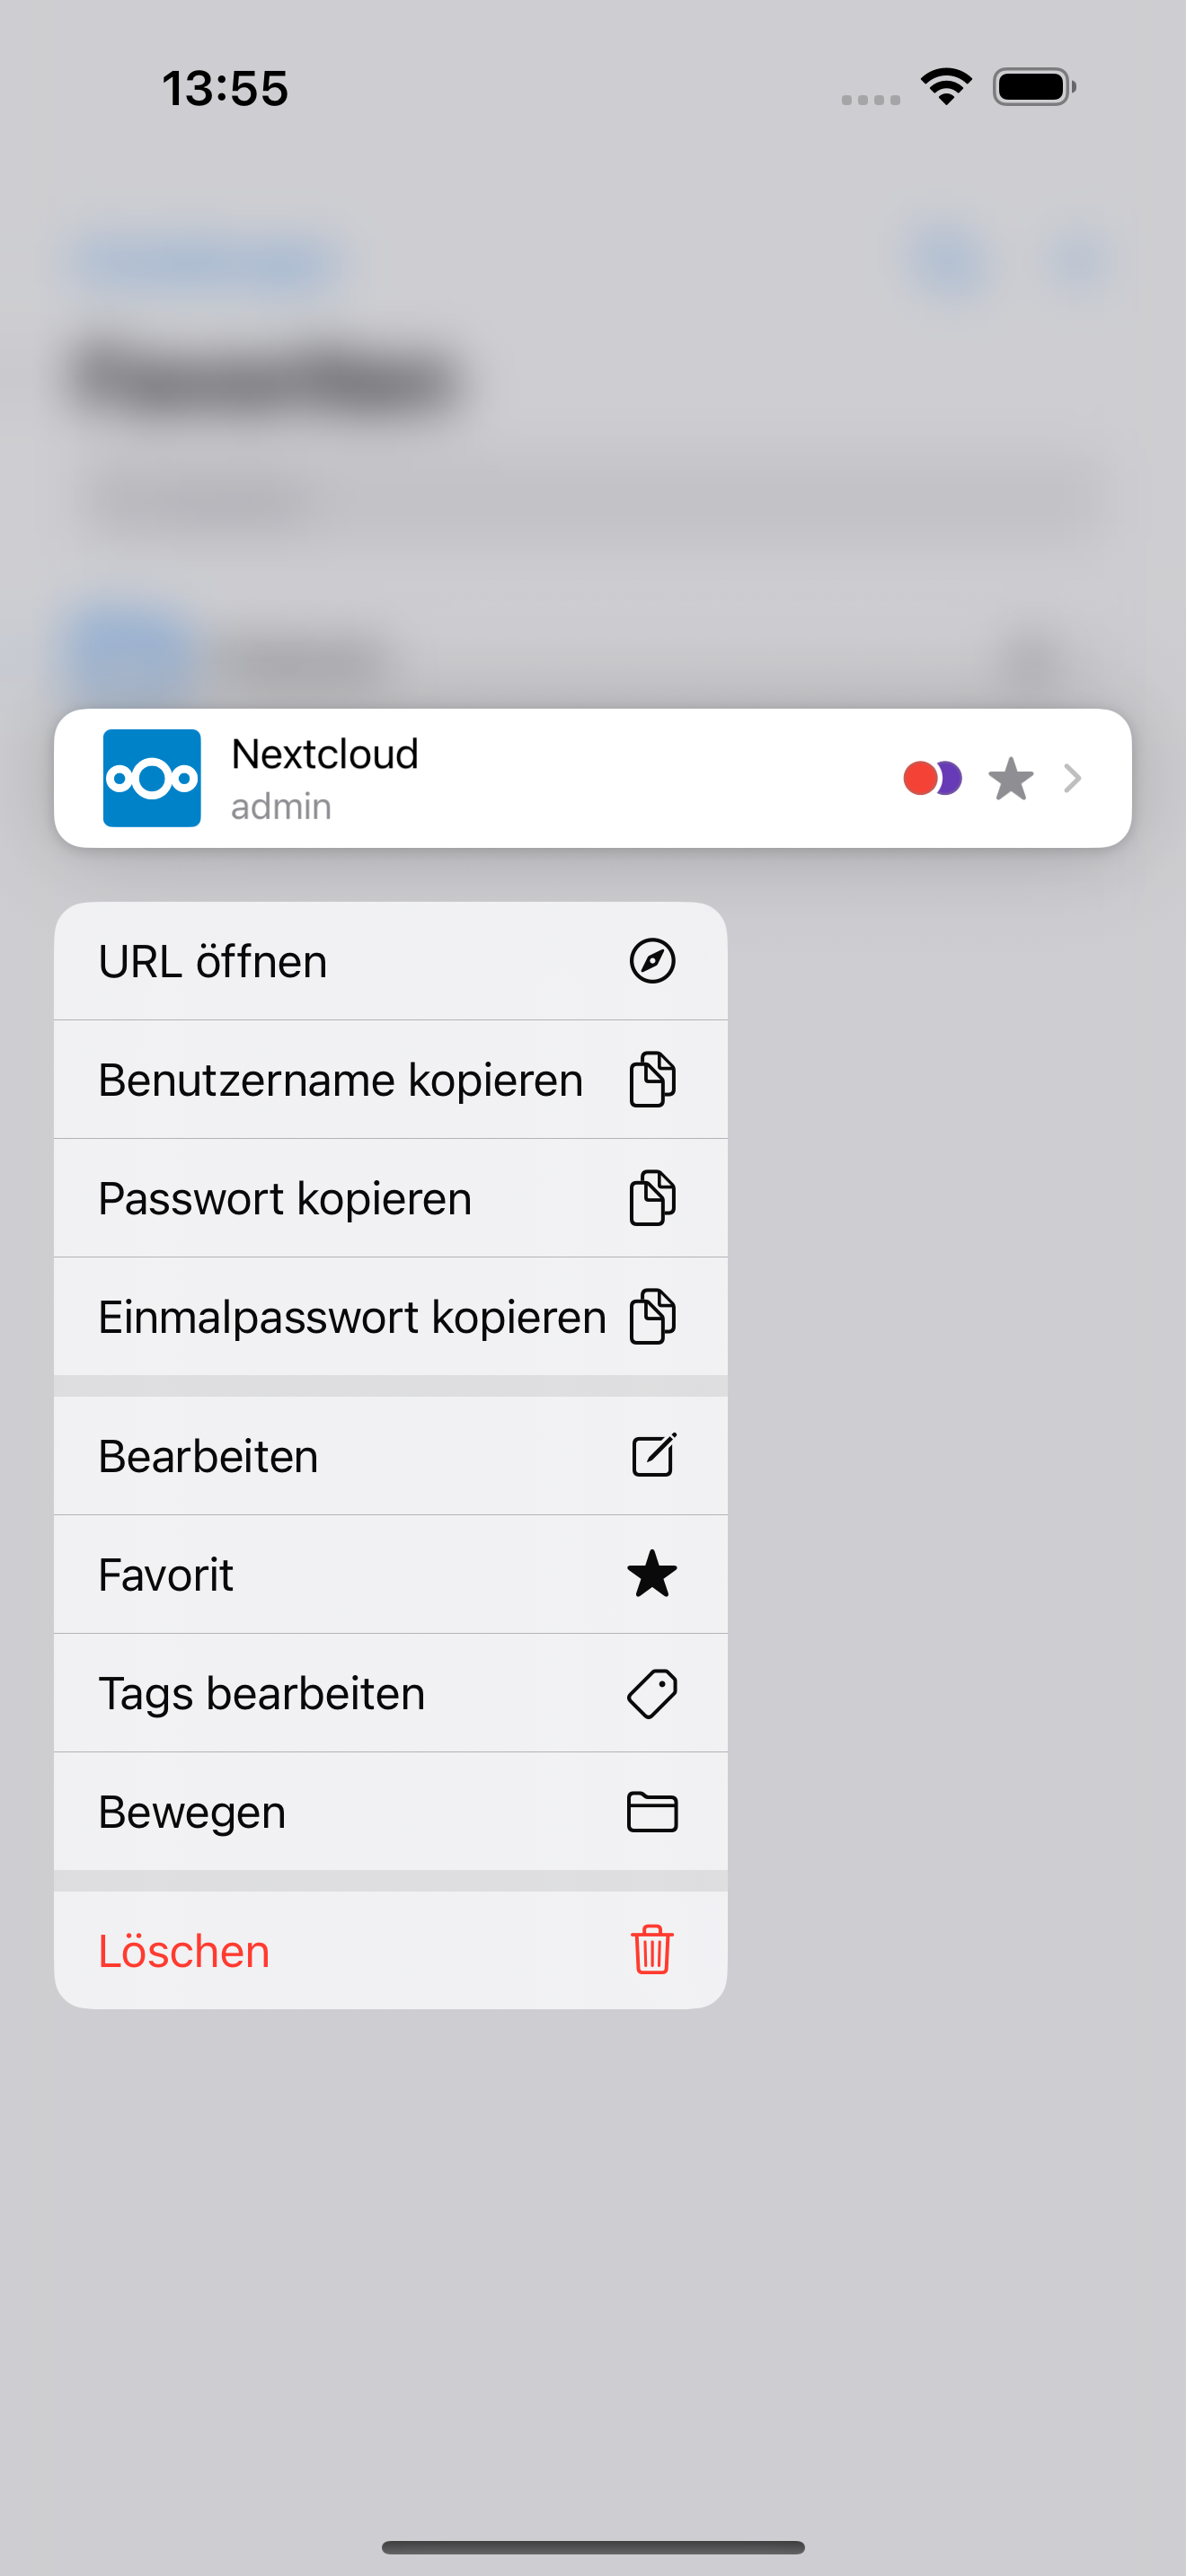 13:55
Nextcloud
admin
URL öffnen
Benutzername kopieren
Passwort kopieren
Einmalpasswort kopieren
Bearbeiten
Favorit
Tags bearbeiten
Bewegen
Löschen